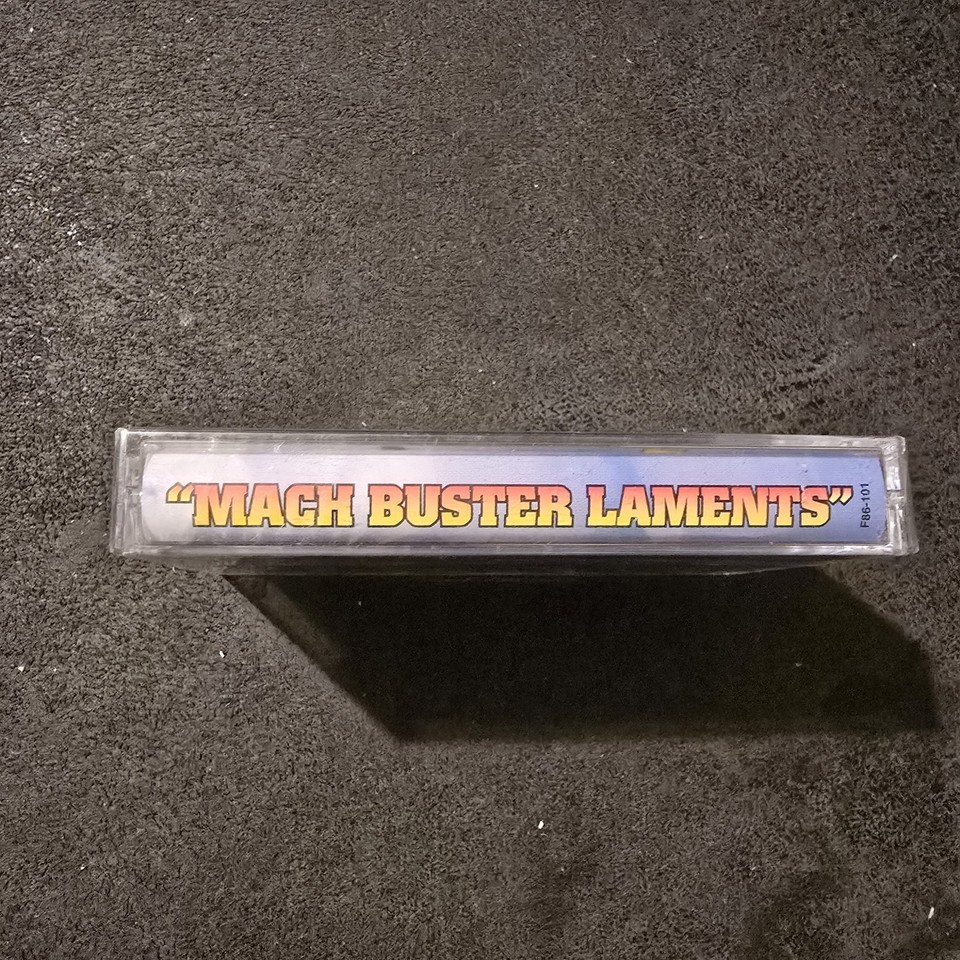 “MACH BUSTER LAMENTS”
F86-101